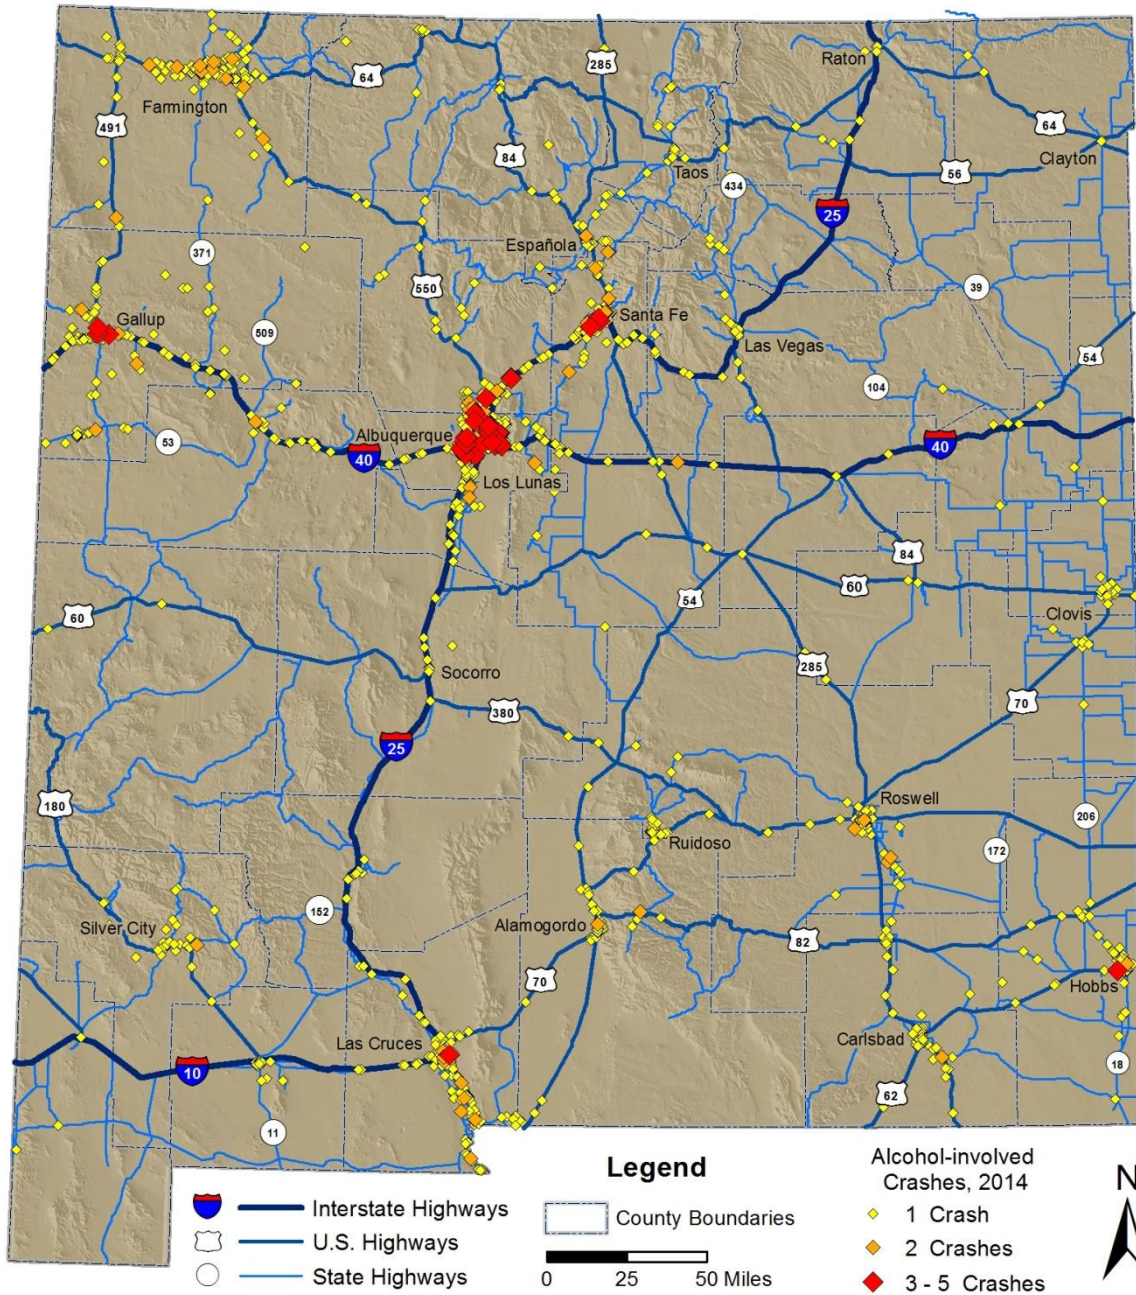 Raton
285
64
Farmington
491
64
84
Clayton
Taos
56
434
25
Española
371
550
39
Gallup
Santa Fe
509
Las Vegas
54
104
Albuquerque
53
40
40
Los Lunas
84
60
54
60
Clovis
285
Socorro
70
380
25
180
Roswell
206
Ruidoso
172
152
Silver City
Alamogordo
82
70
Hobbs
Las Cruces
Carlsbad
10
18
62
11
Legend
Interstate Highways
U.S. Highways
State Highways
County Boundaries
0 25 50 Miles
Alcohol-involved
Crashes, 2014
1 Crash
2 Crashes
3 - 5 Crashes
N